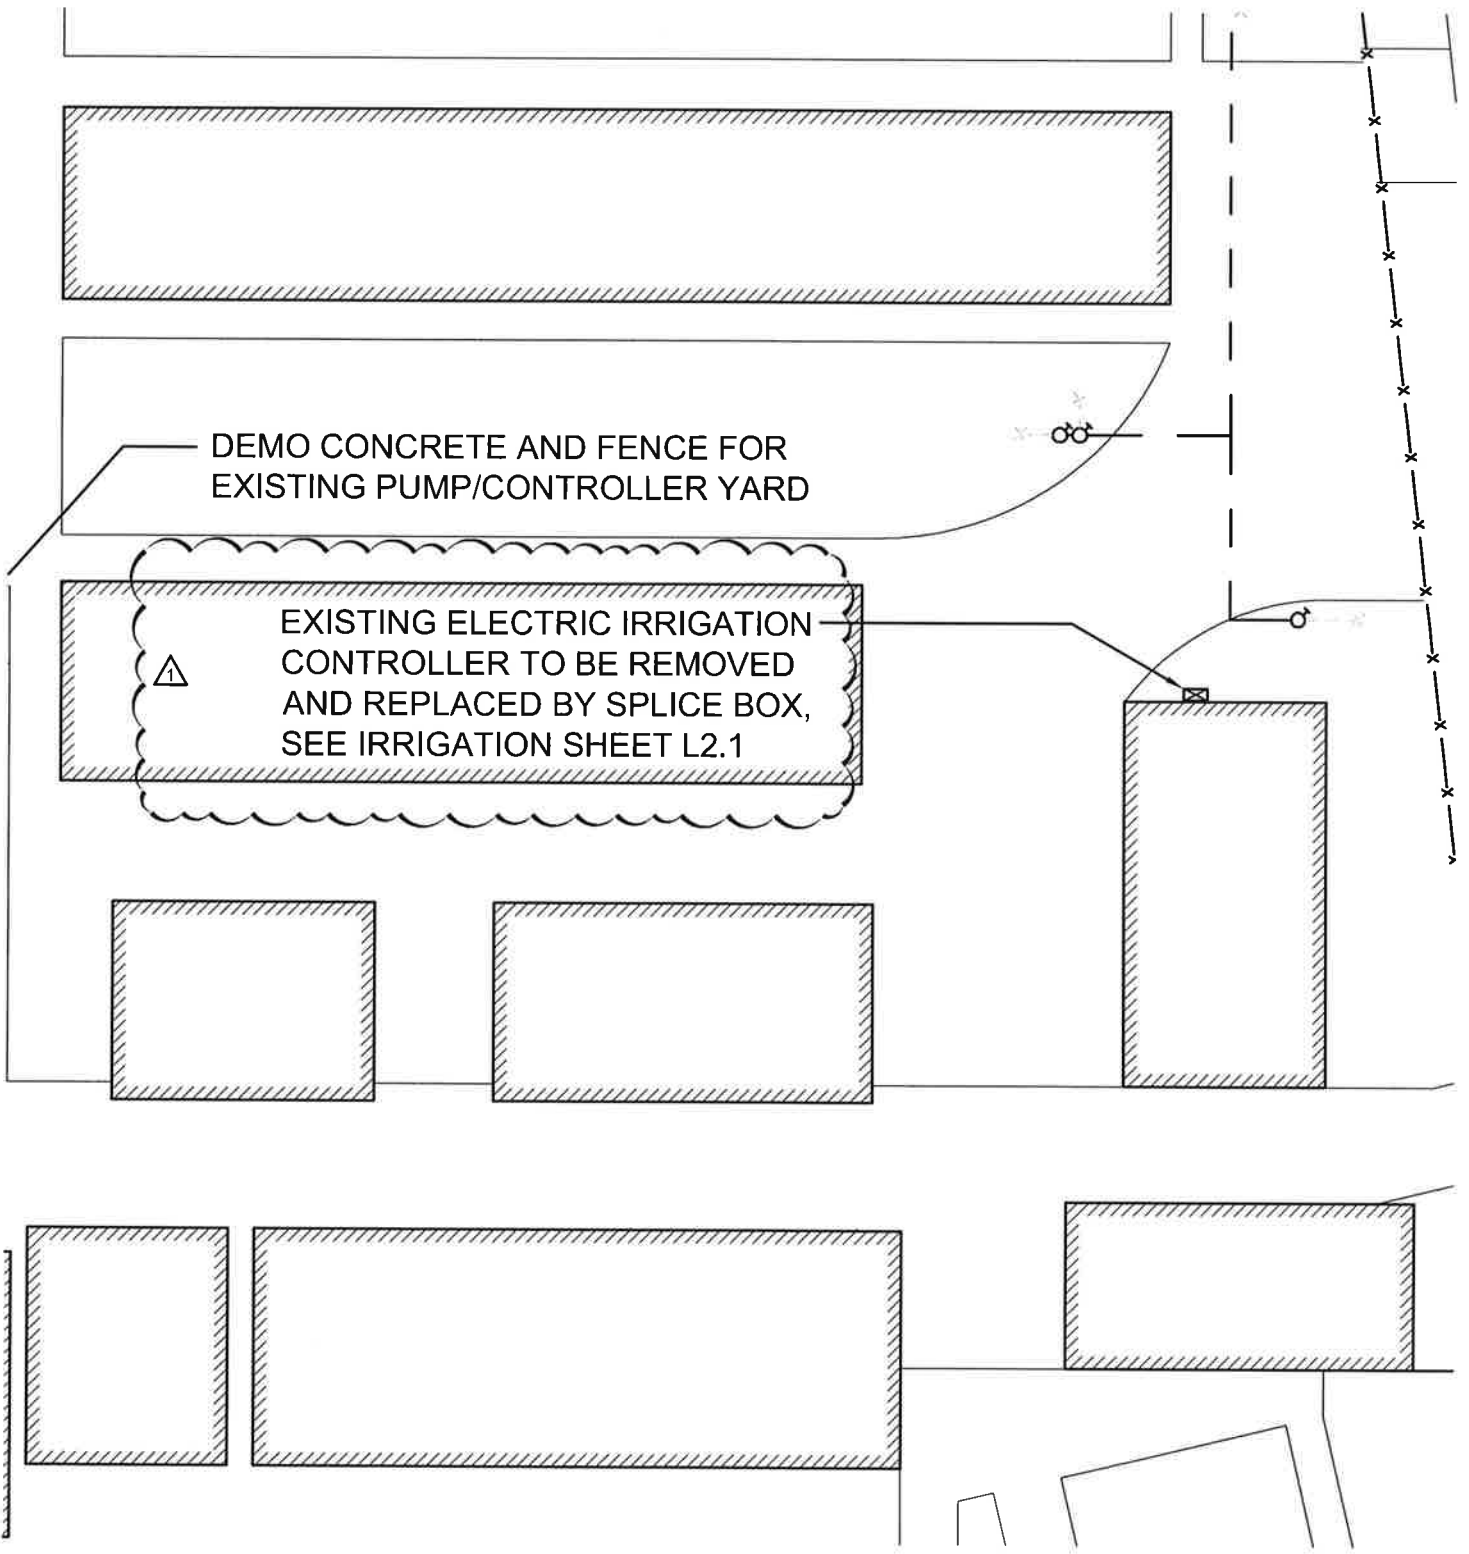 DEMO CONCRETE AND FENCE FOR
EXISTING PUMP/CONTROLLER YARD
EXISTING ELECTRIC IRRIGATION
CONTROLLER TO BE REMOVED
AND REPLACED BY SPLICE BOX,
SEE IRRIGATION SHEET L2.1
1